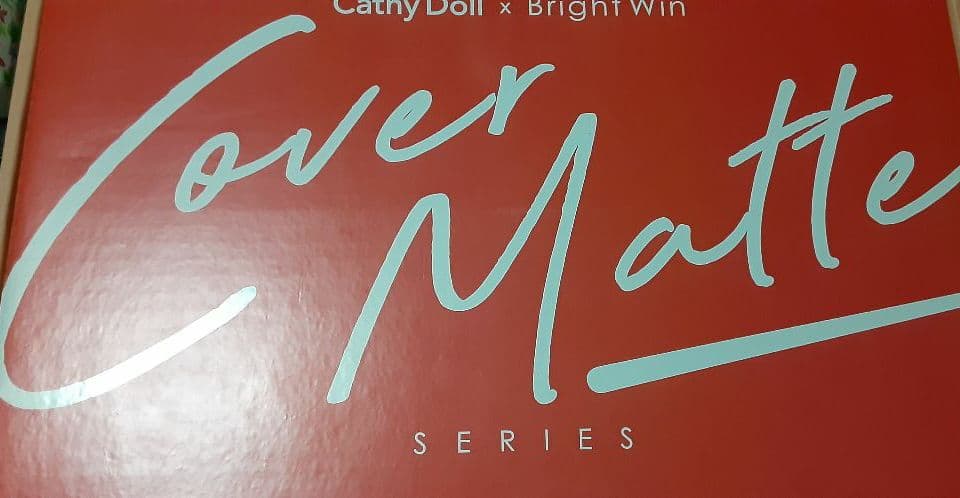 Cathy Doll x Bright Win
Cover
Matte
SERIES